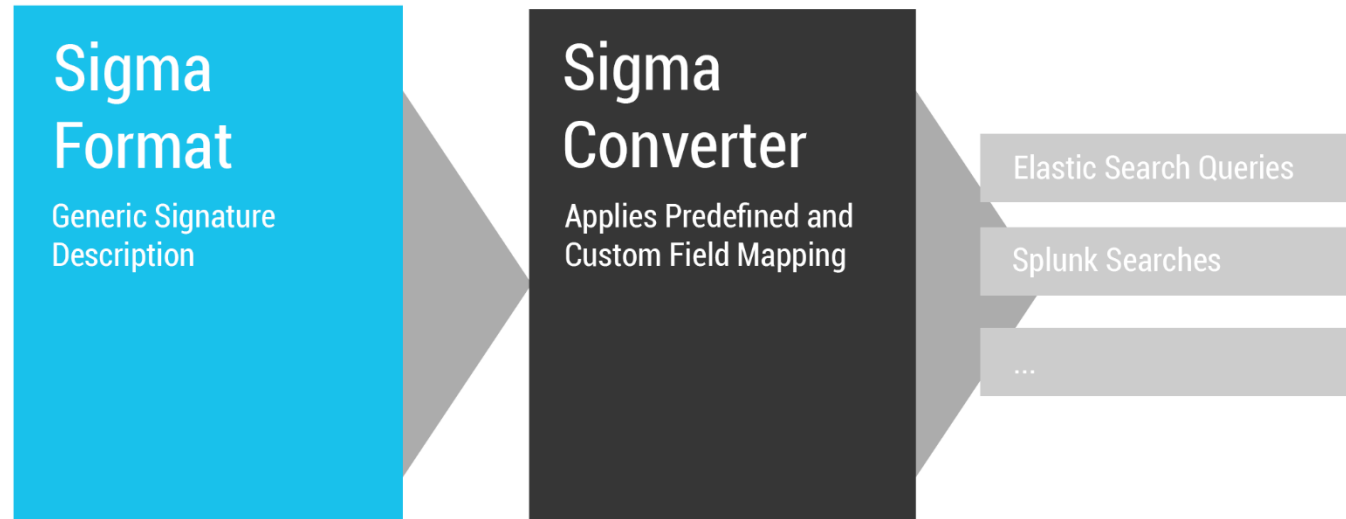 Sigma
Format
Generic Signature
Description
Sigma
Converter
Applies Predefined and
Custom Field Mapping
Elastic Search Queries
Splunk Searches
...